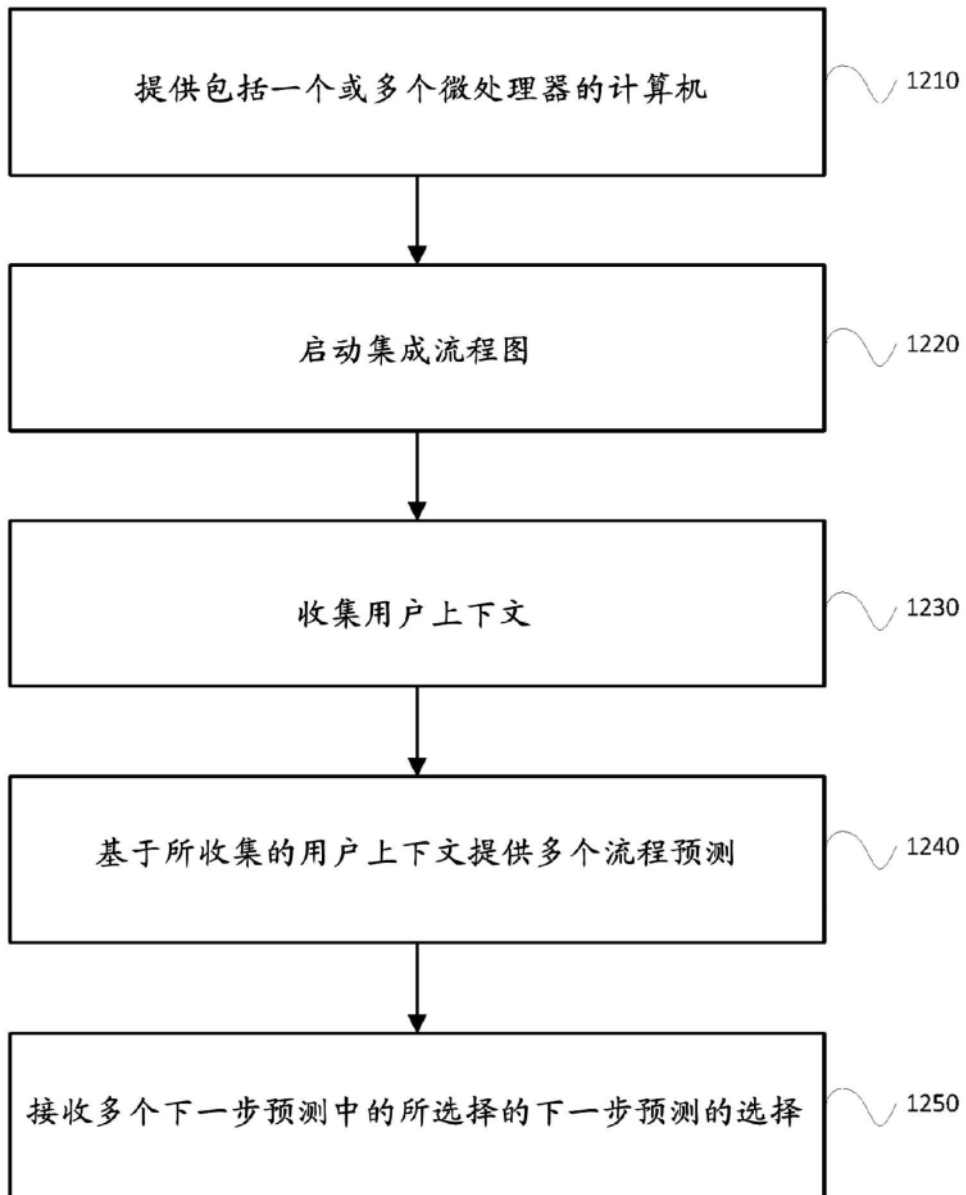 提供包括一个或多个微处理器的计算机
1210
启动集成流程图
1220
收集用户上下文
1230
基于所收集的用户上下文提供多个流程预测
1240
接收多个下一步预测中的所选择的下一步预测的选择
1250